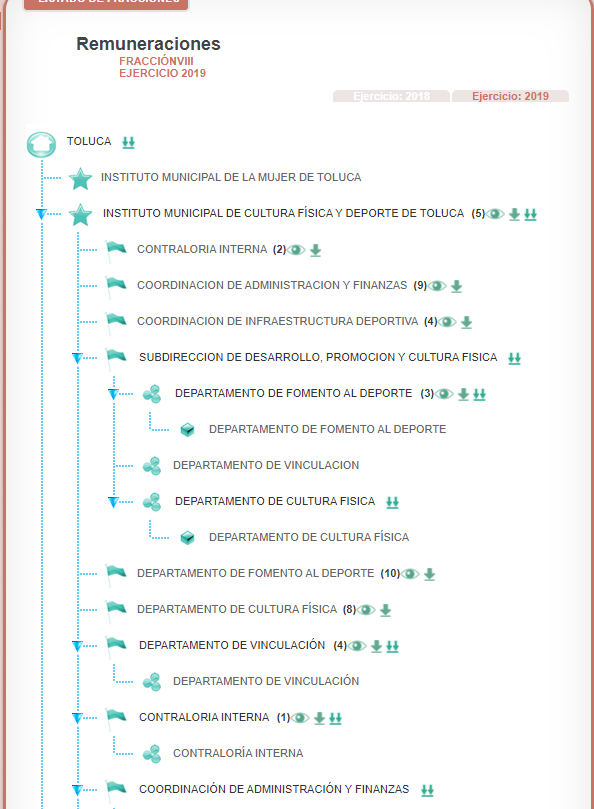 LISTADO DE FRACCIONES
Remuneraciones
FRACCIÓNVIII
EJERCICIO 2019
Ejercicio: 2018 Ejercicio: 2019
TOLUCA
INSTITUTO MUNICIPAL DE LA MUJER DE TOLUCA
INSTITUTO MUNICIPAL DE CULTURA FÍSICA Y DEPORTE DE TOLUCA (5)
CONTRALORIA INTERNA (2)
COORDINACION DE ADMINISTRACION Y FINANZAS (9)
COORDINACION DE INFRAESTRUCTURA DEPORTIVA (4)
SUBDIRECCION DE DESARROLLO, PROMOCION Y CULTURA FISICA
DEPARTAMENTO DE FOMENTO AL DEPORTE (3)
DEPARTAMENTO DE FOMENTO AL DEPORTE
DEPARTAMENTO DE VINCULACION
DEPARTAMENTO DE CULTURA FISICA
DEPARTAMENTO DE CULTURA FÍSICA
DEPARTAMENTO DE FOMENTO AL DEPORTE (10)
DEPARTAMENTO DE CULTURA FÍSICA (8)
DEPARTAMENTO DE VINCULACIÓN (4)
DEPARTAMENTO DE VINCULACIÓN
CONTRALORIA INTERNA (1)
CONTRALORÍA INTERNA
COORDINACIÓN DE ADMINISTRACIÓN Y FINANZAS